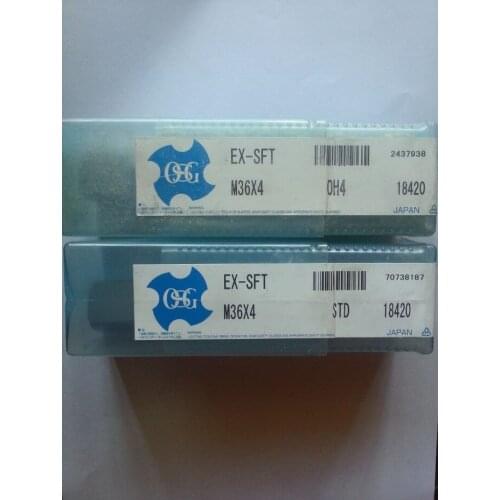 OSG
EX-SFT 2437938
M36X4 OH4 18420
JAPAN
OSG
EX-SFT 70738187
M36X4 STD 18420
JAPAN